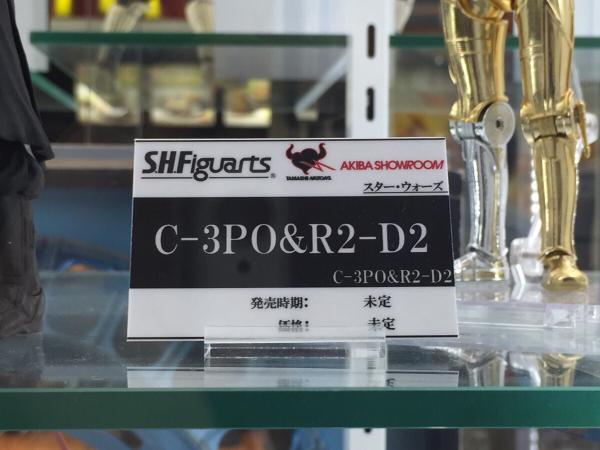 S.H.Figuarts® TAMASHII NATIONS AKIBA SHOWROOM
スター・ウォーズ
C-3PO&R2-D2
C-3PO&R2-D2
発売時期: 未定
価格: 未定